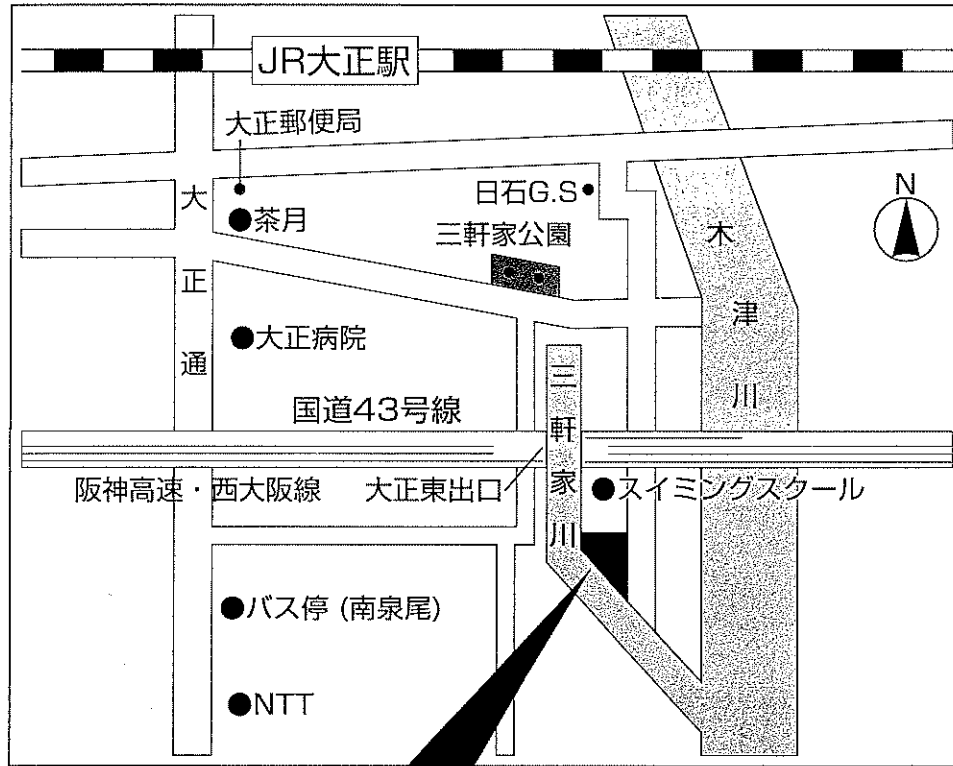 JR大正駅
大正郵便局
茶月
日石G.S
三軒家公園
N
大正通
木津川
大正病院
三軒家川
国道43号線
阪神高速・西大阪線
大正東出口
スイミングスクール
バス停 (南泉尾)
NTT